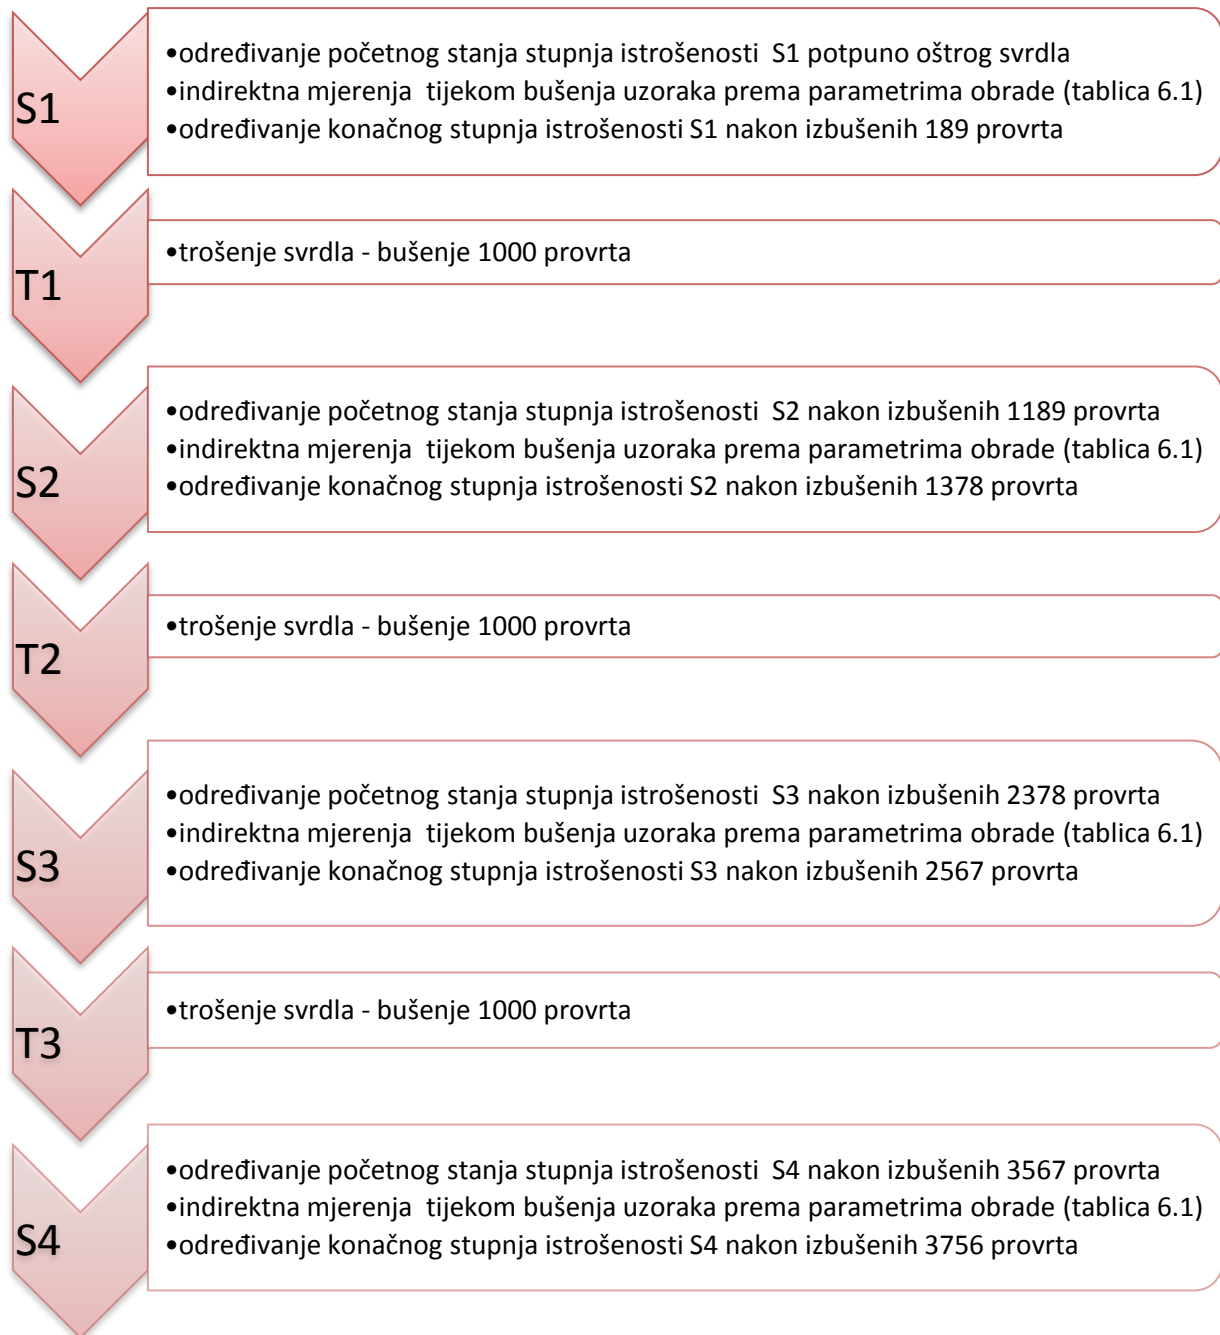 S1
•određivanje početnog stanja stupnja istrošenosti  S1 potpuno oštrog svrdla
•indirektna mjerenja  tijekom bušenja uzoraka prema parametrima obrade (tablica 6.1)
•određivanje konačnog stupnja istrošenosti S1 nakon izbušenih 189 provrta
T1
•trošenje svrdla - bušenje 1000 provrta
S2
•određivanje početnog stanja stupnja istrošenosti  S2 nakon izbušenih 1189 provrta
•indirektna mjerenja  tijekom bušenja uzoraka prema parametrima obrade (tablica 6.1)
•određivanje konačnog stupnja istrošenosti S2 nakon izbušenih 1378 provrta
T2
•trošenje svrdla - bušenje 1000 provrta
S3
•određivanje početnog stanja stupnja istrošenosti  S3 nakon izbušenih 2378 provrta
•indirektna mjerenja  tijekom bušenja uzoraka prema parametrima obrade (tablica 6.1)
•određivanje konačnog stupnja istrošenosti S3 nakon izbušenih 2567 provrta
T3
•trošenje svrdla - bušenje 1000 provrta
S4
•određivanje početnog stanja stupnja istrošenosti  S4 nakon izbušenih 3567 provrta
•indirektna mjerenja  tijekom bušenja uzoraka prema parametrima obrade (tablica 6.1)
•određivanje konačnog stupnja istrošenosti S4 nakon izbušenih 3756 provrta